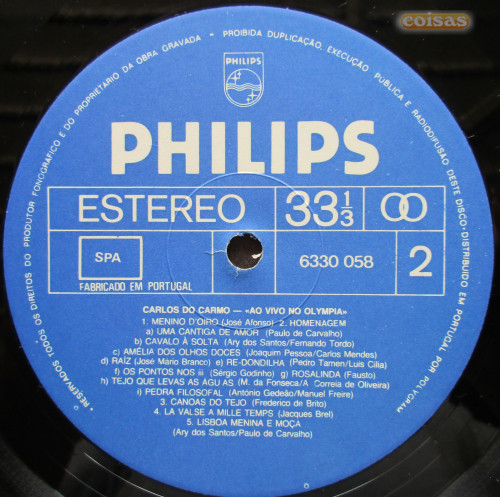 coisas
• RESERVADOS TODOS OS DIREITOS DO PRODUTOR FONOGRÁFICO E DO PROPRIETÁRIO DA OBRA GRAVADA • PROIBIDA DUPLICAÇÃO, EXECUÇÃO PÚBLICA E RADIODIFUSÃO DESTE DISCO • DISTRIBUÍDO EM PORTUGAL POR POLYGRAM
PHILIPS
PHILIPS
ESTEREO 33 1/3
SPA 6330 058 2
FABRICADO EM PORTUGAL
CARLOS DO CARMO — «AO VIVO NO OLYMPIA»
1. MENINO D'OIRO (José Afonso) 2. HOMENAGEM
a) UMA CANTIGA DE AMOR (Paulo de Carvalho)
b) CAVALO À SOLTA (Ary dos Santos/Fernando Tordo)
c) AMÉLIA DOS OLHOS DOCES (Joaquim Pessoa/Carlos Mendes)
d) RAÍZ (José Mário Branco) e) RE-DONDILHA (Pedro Tamen/Luis Cilia)
f) OS PONTOS NOS iii (Sérgio Godinho) g) ROSALINDA (Fausto)
h) TEJO QUE LEVAS AS ÁGUAS (M. da Fonseca/A. Correia de Oliveira)
i) PEDRA FILOSOFAL (António Gedeão/Manuel Freire)
3. CANOAS DO TEJO (Frederico de Brito)
4. LA VALSE A MILLE TEMPS (Jacques Brel)
5. LISBOA MENINA E MOÇA
(Ary dos Santos/Paulo de Carvalho)